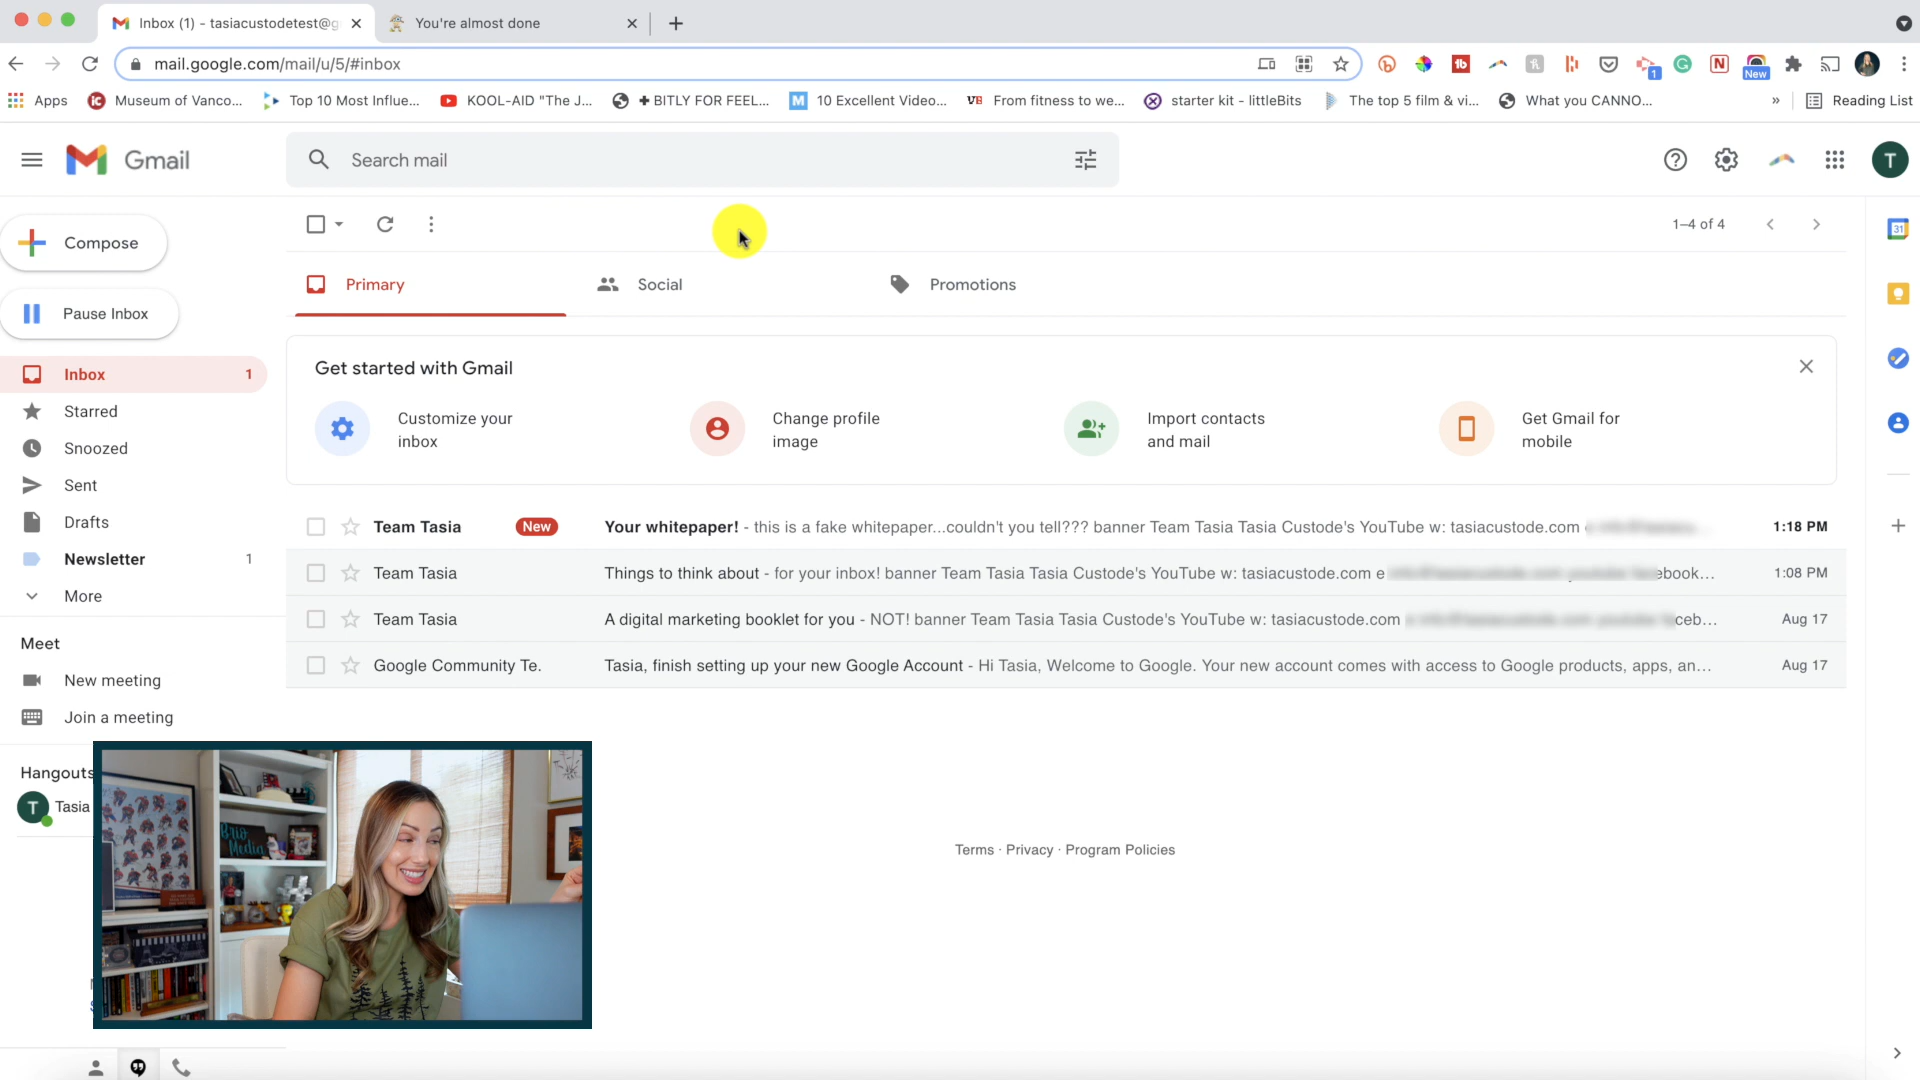 Inbox (1) - tasiacustodetest@g
You're almost done
mail.google.com/mail/u/5/#inbox
1
New
Apps
Museum of Vanco...
Top 10 Most Influe...
KOOL-AID "The J...
+ BITLY FOR FEEL...
10 Excellent Video...
From fitness to we...
starter kit - littleBits
The top 5 film & vi...
What you CANNO...
»
Reading List
Gmail
Search mail
T
Compose
1–4 of 4
31
Primary
Social
Promotions
Pause Inbox
Get started with Gmail
Customize your
inbox
Change profile
image
Import contacts
and mail
Get Gmail for
mobile
Inbox 1
Starred
Snoozed
Sent
Drafts
Newsletter 1
More
Team Tasia New Your whitepaper! - this is a fake whitepaper...couldn't you tell??? banner Team Tasia Tasia Custode's YouTube w: tasiacustode.com 1:18 PM
Team Tasia Things to think about - for your inbox! banner Team Tasia Tasia Custode's YouTube w: tasiacustode.com e ebook... 1:08 PM
Team Tasia A digital marketing booklet for you - NOT! banner Team Tasia Tasia Custode's YouTube w: tasiacustode.com ceb... Aug 17
Google Community Te. Tasia, finish setting up your new Google Account - Hi Tasia, Welcome to Google. Your new account comes with access to Google products, apps, an... Aug 17
Meet
New meeting
Join a meeting
Hangouts
T Tasia
Brio
Media
Terms · Privacy · Program Policies